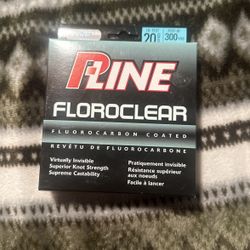 20
300
P-LINE
FLOROCLEAR
FLUOROCARBON COATED
REVÊTU DE FLUOROCARBONE
Virtually Invisible
Superior Knot Strength
Supreme Castability
Pratiquement invisible
Résistance supérieure
aux noeuds
Facile à lancer